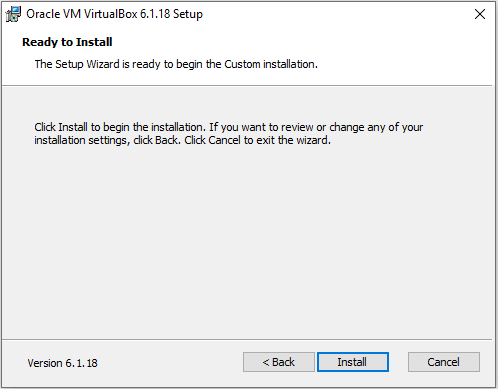 Oracle VM VirtualBox 6.1.18 Setup
Ready to Install
The Setup Wizard is ready to begin the Custom installation.
Click Install to begin the installation. If you want to review or change any of your
installation settings, click Back. Click Cancel to exit the wizard.
Version 6.1.18
< Back
Install
Cancel